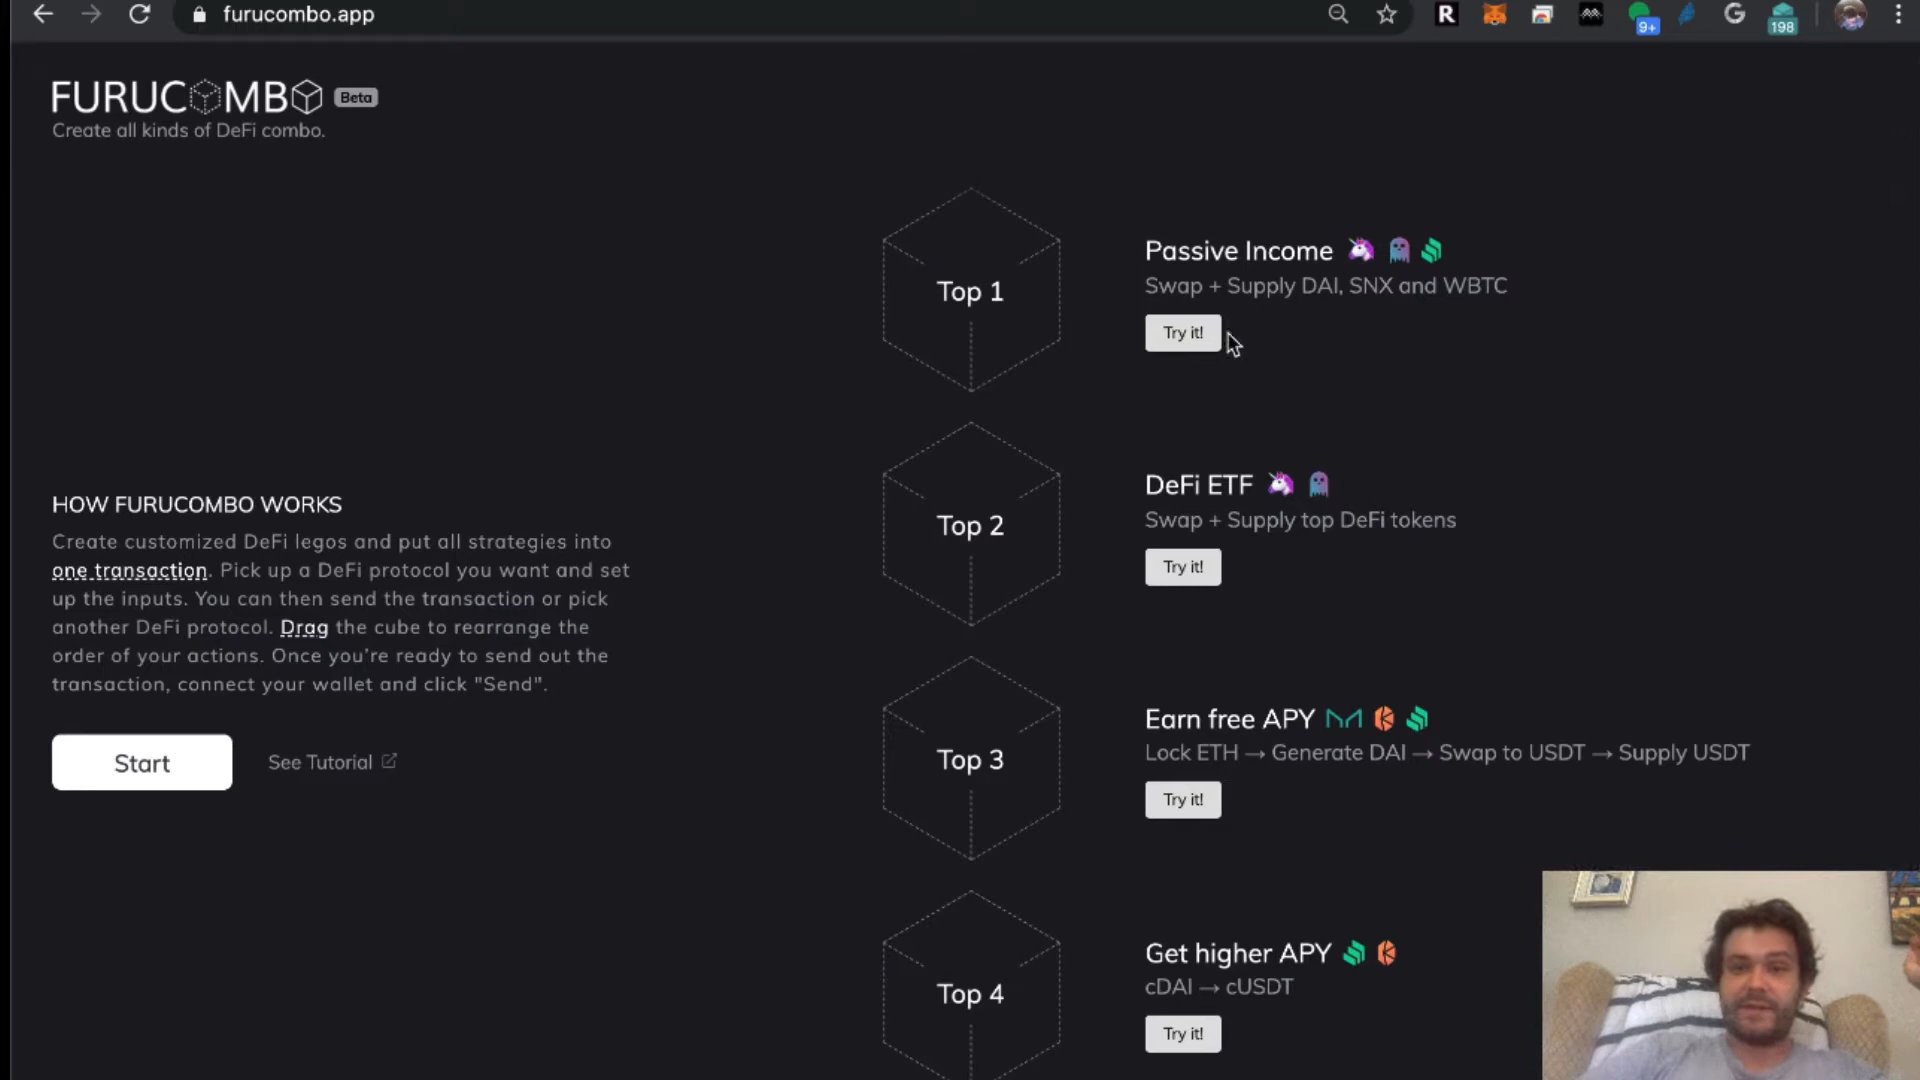 furucombo.app
R
9+
G
198
FURUCOMBO Beta
Create all kinds of DeFi combo.
Top 1
Passive Income
Swap + Supply DAI, SNX and WBTC
Try it!
Top 2
DeFi ETF
Swap + Supply top DeFi tokens
Try it!
HOW FURUCOMBO WORKS
Create customized DeFi legos and put all strategies into
one transaction. Pick up a DeFi protocol you want and set
up the inputs. You can then send the transaction or pick
another DeFi protocol. Drag the cube to rearrange the
order of your actions. Once you’re ready to send out the
transaction, connect your wallet and click "Send".
Start
See Tutorial
Top 3
Earn free APY
Lock ETH → Generate DAI → Swap to USDT → Supply USDT
Try it!
Top 4
Get higher APY
cDAI → cUSDT
Try it!